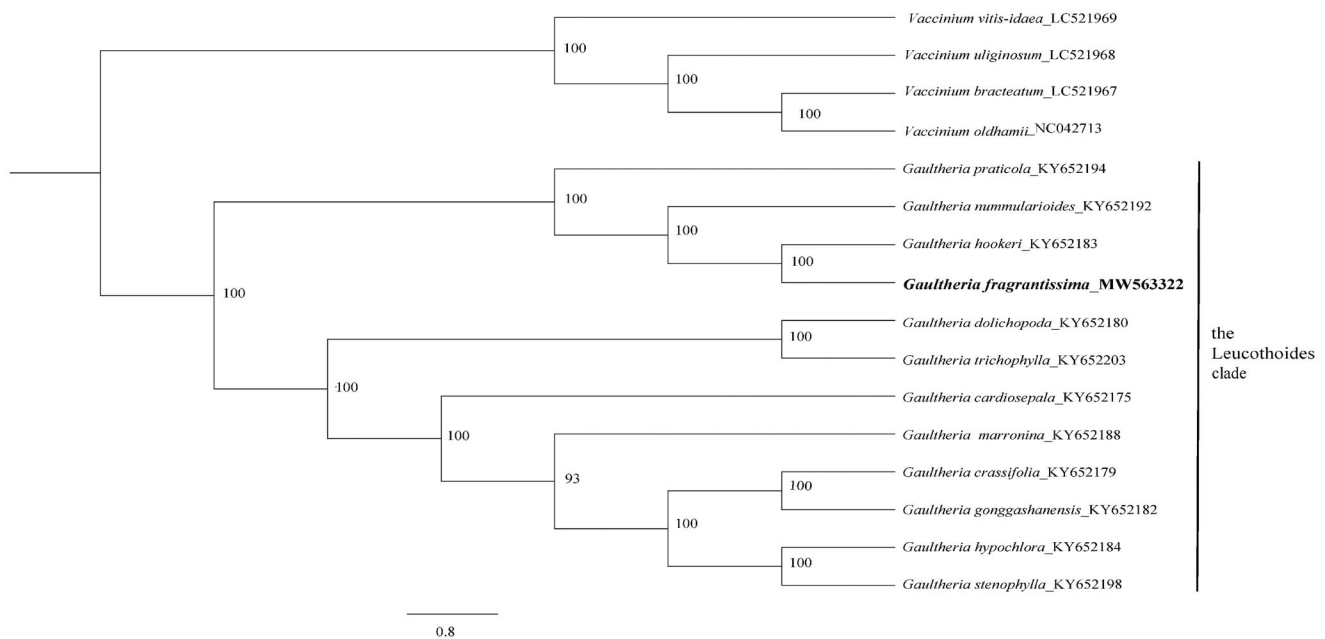 Vaccinium vitis-idaea_LC521969
100
Vaccinium uliginosum_LC521968
100
Vaccinium bracteatum_LC521967
100
Vaccinium oldhamii_NC042713
Gaultheria praticola_KY652194
100
Gaultheria nummularioides_KY652192
100
Gaultheria hookeri_KY652183
100
Gaultheria fragrantissima_MW563322
100
Gaultheria dolichopoda_KY652180
100
Gaultheria trichophylla_KY652203
the
Leucothoides
clade
100
Gaultheria cardiosepala_KY652175
100
Gaultheria marronina_KY652188
93
Gaultheria crassifolia_KY652179
100
Gaultheria gonggashanensis_KY652182
100
Gaultheria hypochlora_KY652184
100
Gaultheria stenophylla_KY652198
0.8